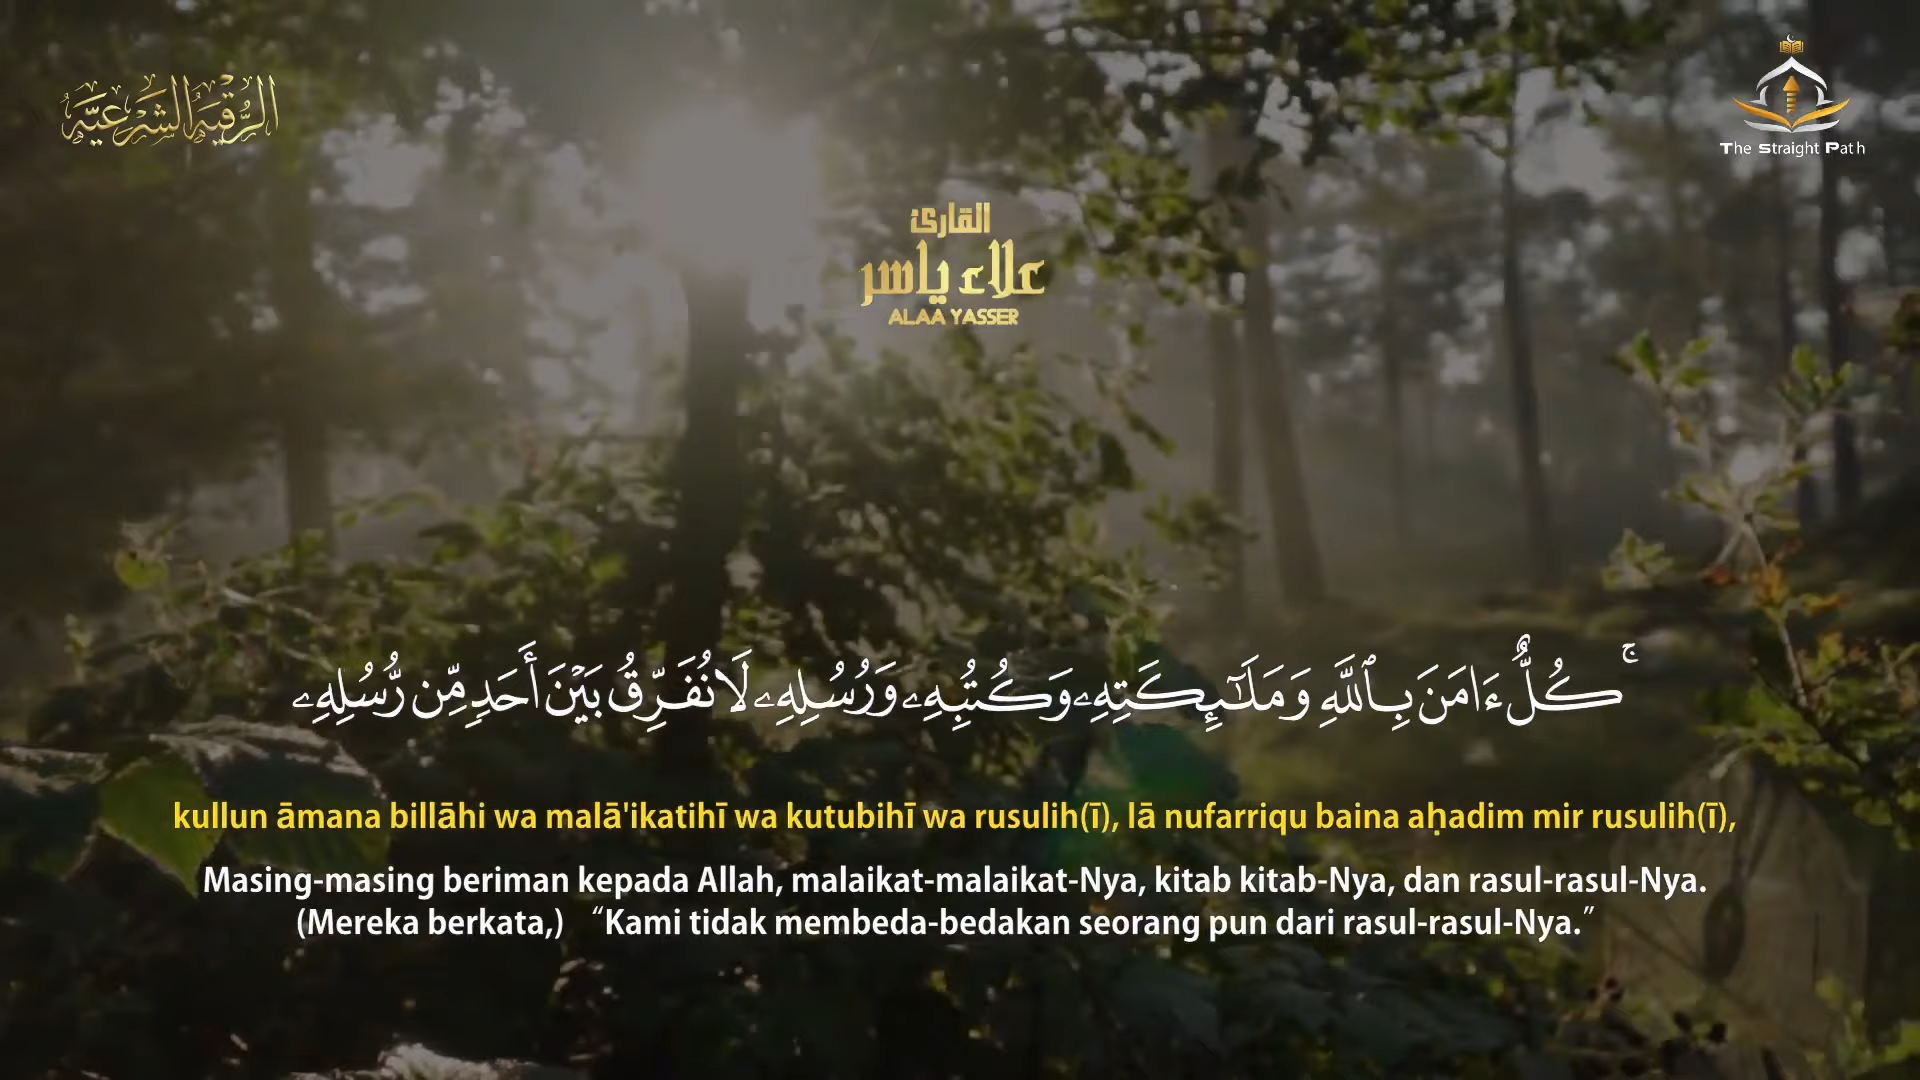 الرُّقْيَةُ الشَّرْعِيَّة
The Straight Path
القارئ
علاء ياسر
ALAA YASSER
ۚ كُلٌّ ءَامَنَ بِٱللَّهِ وَمَلَـٰٓئِكَتِهِۦ وَكُتُبِهِۦ وَرُسُلِهِۦ لَا نُفَرِّقُ بَيْنَ أَحَدٍ مِّن رُّسُلِهِۦ
kullun āmana billāhi wa malā'ikatihī wa kutubihī wa rusulih(ī), lā nufarriqu baina aḥadim mir rusulih(ī),
Masing-masing beriman kepada Allah, malaikat-malaikat-Nya, kitab kitab-Nya, dan rasul-rasul-Nya.
(Mereka berkata,) “Kami tidak membeda-bedakan seorang pun dari rasul-rasul-Nya.”